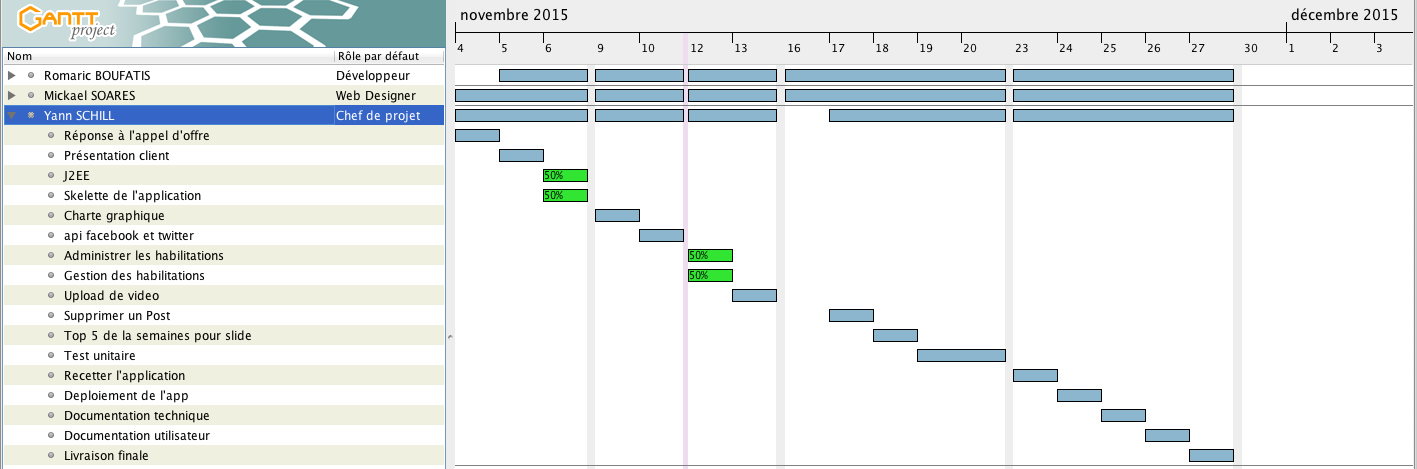 GANTT
project
novembre 2015
décembre 2015
4 5 6 9 10 12 13 16 17 18 19 20 23 24 25 26 27 30 1 2 3
Nom Rôle par défaut
Romaric BOUFATIS Développeur
Mickael SOARES Web Designer
Yann SCHILL Chef de projet
Réponse à l'appel d'offre
Présentation client
J2EE 50%
Skelette de l'application 50%
Charte graphique
api facebook et twitter
Administrer les habilitations 50%
Gestion des habilitations 50%
Upload de video
Supprimer un Post
Top 5 de la semaines pour slide
Test unitaire
Recetter l'application
Deploiement de l'app
Documentation technique
Documentation utilisateur
Livraison finale